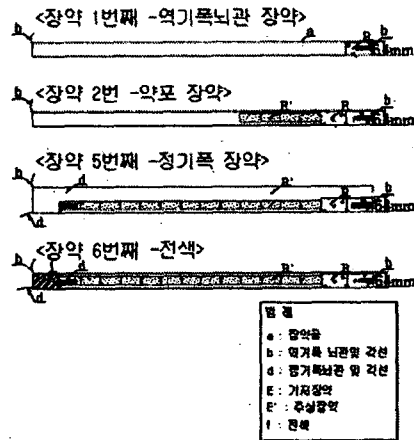 <장약 1번째 -역기폭뇌관 장약>
b a R b
mm
<장약 2번 -약포 장약>
b R' R b
mm
<장약 5번째 -정기폭 장약>
b d R' R b
d mm
<장약 6번째 -전색>
b f d R' R b
d mm
범 례
a : 장약공
b : 역기폭 뇌관및 각선
d : 정기폭뇌관 및 각선
E : 기저장약
E' : 주상장약
f : 전색